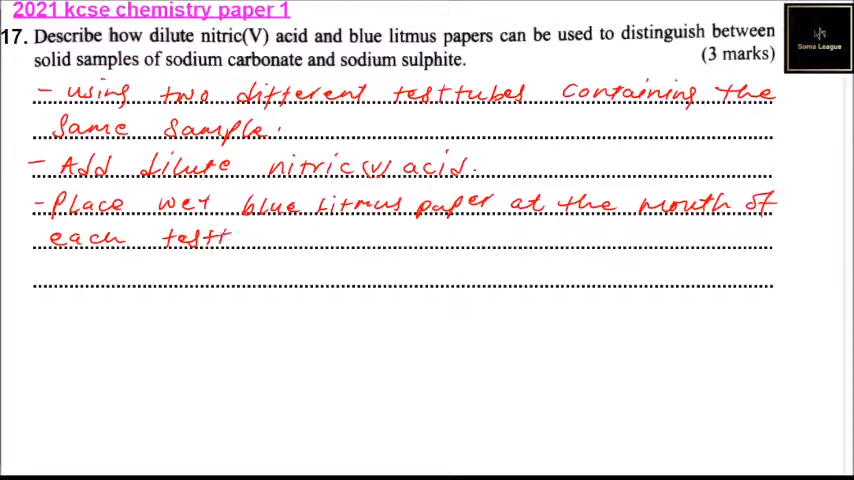 2021 kcse chemistry paper 1
17. Describe how dilute nitric(V) acid and blue litmus papers can be used to distinguish between
solid samples of sodium carbonate and sodium sulphite. (3 marks)
Soma League
- using two different testtubes containing the
same sample.
- Add dilute nitric(v) acid.
- Place wet blue litmus paper at the mouth of
each testt